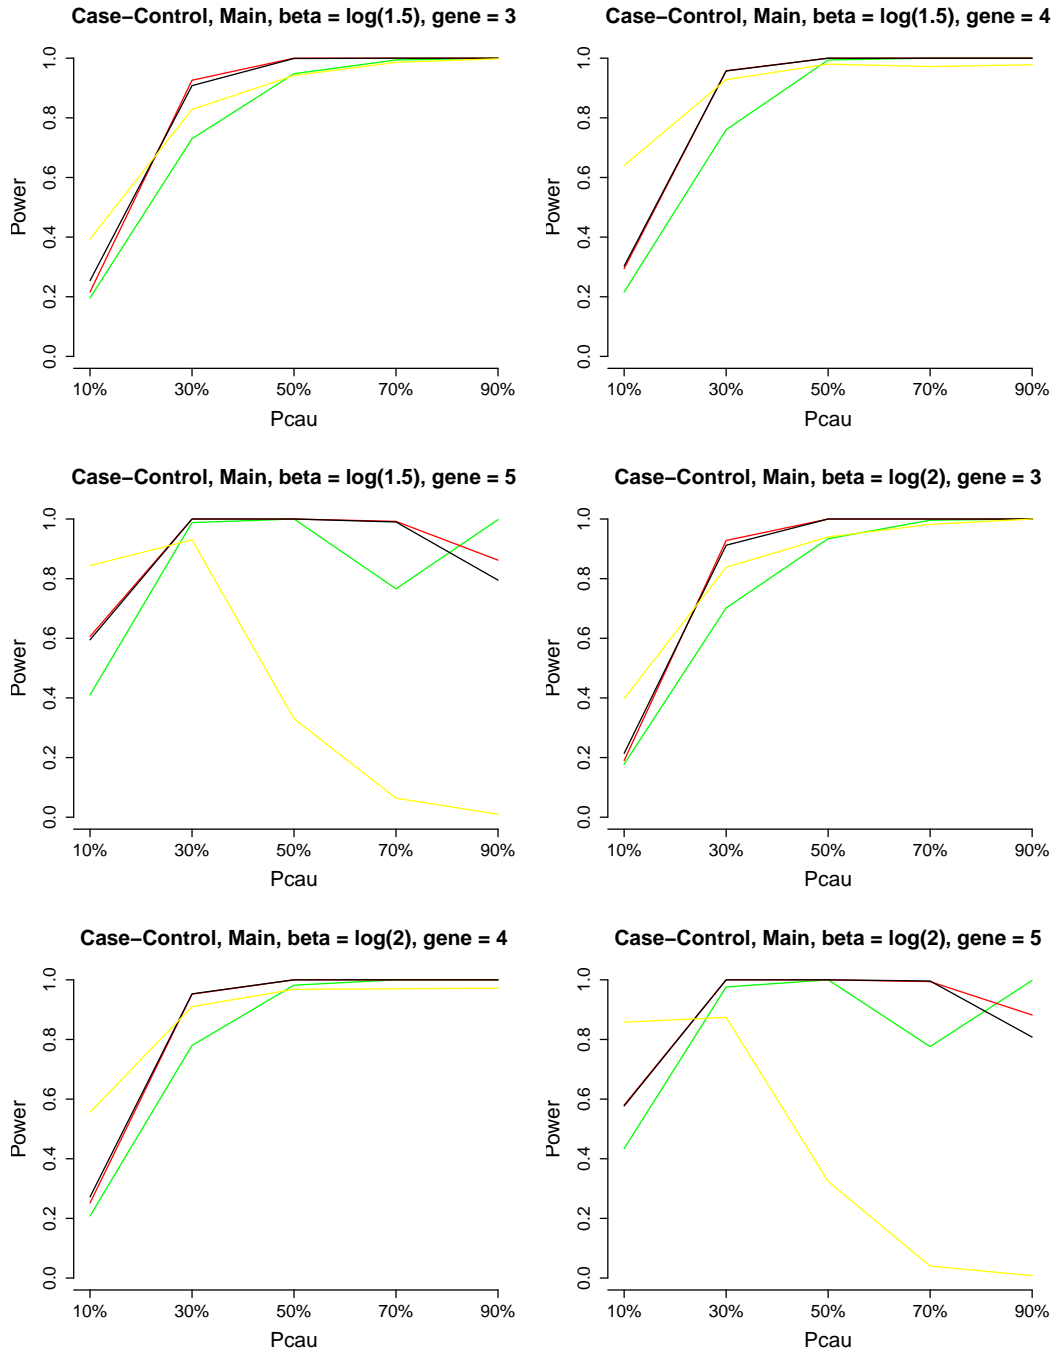 Case−Control, Main, beta = log(1.5), gene = 3
Power
0.0 0.2 0.4 0.6 0.8 1.0
10% 30% 50% 70% 90%
Pcau
Case−Control, Main, beta = log(1.5), gene = 4
Power
0.0 0.2 0.4 0.6 0.8 1.0
10% 30% 50% 70% 90%
Pcau
Case−Control, Main, beta = log(1.5), gene = 5
Power
0.0 0.2 0.4 0.6 0.8 1.0
10% 30% 50% 70% 90%
Pcau
Case−Control, Main, beta = log(2), gene = 3
Power
0.0 0.2 0.4 0.6 0.8 1.0
10% 30% 50% 70% 90%
Pcau
Case−Control, Main, beta = log(2), gene = 4
Power
0.0 0.2 0.4 0.6 0.8 1.0
10% 30% 50% 70% 90%
Pcau
Case−Control, Main, beta = log(2), gene = 5
Power
0.0 0.2 0.4 0.6 0.8 1.0
10% 30% 50% 70% 90%
Pcau